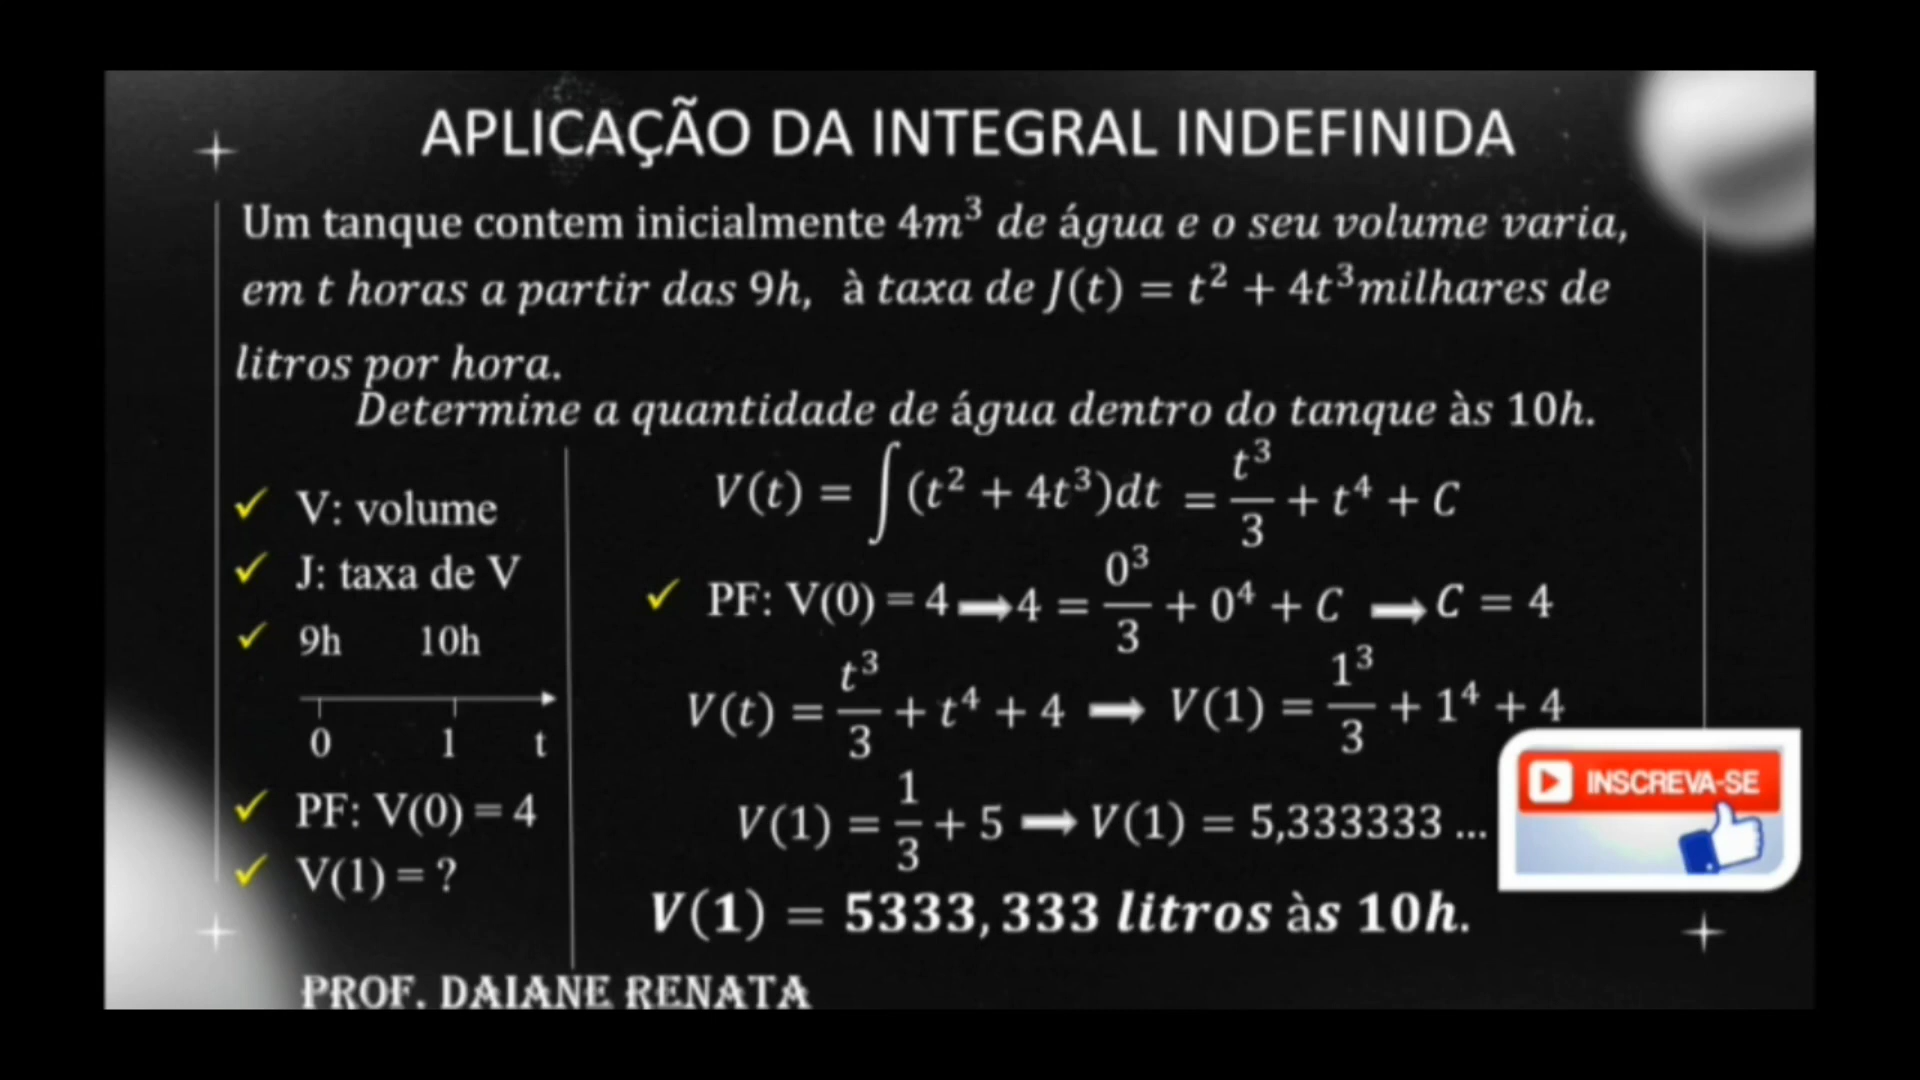 APLICAÇÃO DA INTEGRAL INDEFINIDA
Um tanque contem inicialmente 4m³ de água e o seu volume varia,
em t horas a partir das 9h, à taxa de J(t) = t² + 4t³milhares de
litros por hora.
Determine a quantidade de água dentro do tanque às 10h.
✓ V: volume
✓ J: taxa de V
✓ 9h 10h
0 1 t
✓ PF: V(0) = 4
✓ V(1) = ?
V(t) = ∫(t² + 4t³)dt = t³/3 + t⁴ + C
✓ PF: V(0) = 4 ➡ 4 = 0³/3 + 0⁴ + C ➡ C = 4
V(t) = t³/3 + t⁴ + 4 ➡ V(1) = 1³/3 + 1⁴ + 4
V(1) = 1/3 + 5 ➡ V(1) = 5,333333 ...
V(1) = 5333,333 litros às 10h.
INSCREVA-SE
PROF. DAIANE RENATA